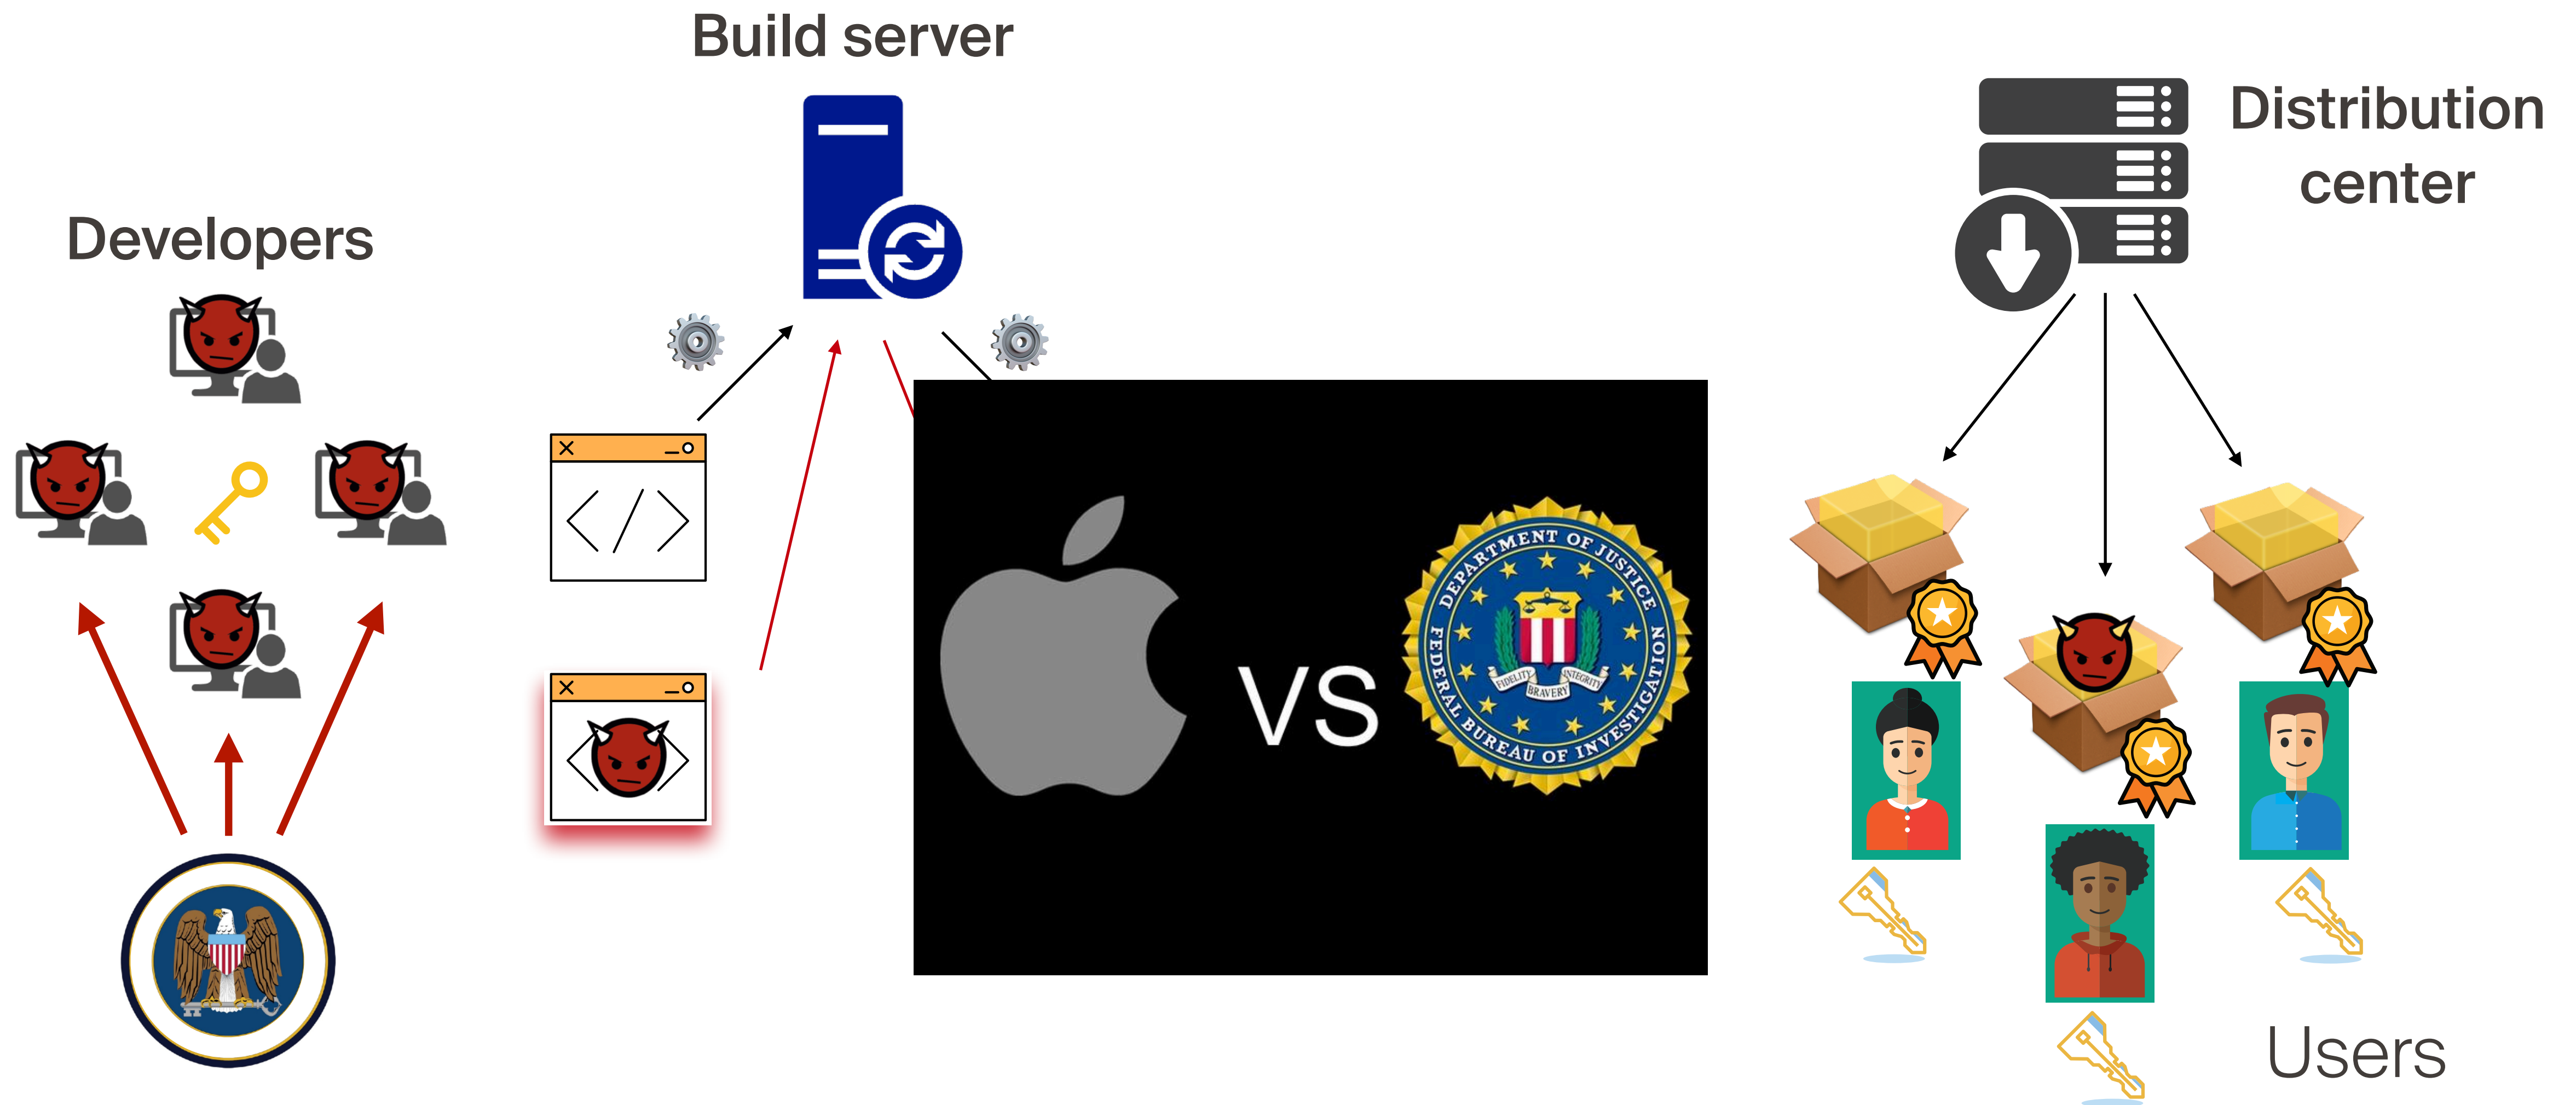 Build server
Distribution
center
Developers
</>
VS
DEPARTMENT OF JUSTICE
FEDERAL BUREAU OF INVESTIGATION
FIDELITY
BRAVERY
INTEGRITY
Users